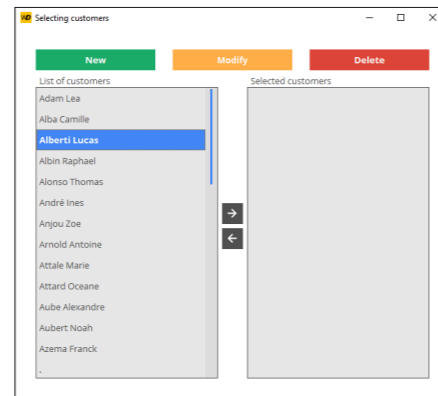 WD Selecting customers
New Modify Delete
List of customers Selected customers
Adam Lea
Alba Camille
Alberti Lucas
Albin Raphael
Alonso Thomas
André Ines
Anjou Zoe
Arnold Antoine
Attale Marie
Attard Oceane
Aube Alexandre
Aubert Noah
Azema Franck